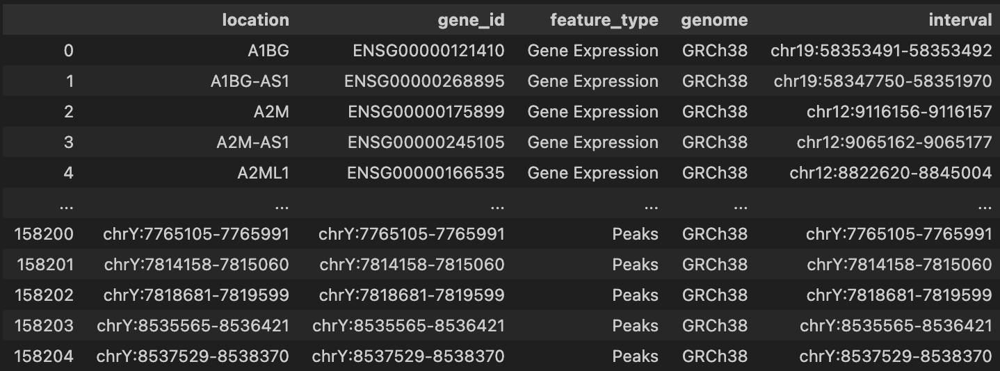 location gene_id feature_type genome interval
0 A1BG ENSG00000121410 Gene Expression GRCh38 chr19:58353491-58353492
1 A1BG-AS1 ENSG00000268895 Gene Expression GRCh38 chr19:58347750-58351970
2 A2M ENSG00000175899 Gene Expression GRCh38 chr12:9116156-9116157
3 A2M-AS1 ENSG00000245105 Gene Expression GRCh38 chr12:9065162-9065177
4 A2ML1 ENSG00000166535 Gene Expression GRCh38 chr12:8822620-8845004
... ... ... ... ... ...
158200 chrY:7765105-7765991 chrY:7765105-7765991 Peaks GRCh38 chrY:7765105-7765991
158201 chrY:7814158-7815060 chrY:7814158-7815060 Peaks GRCh38 chrY:7814158-7815060
158202 chrY:7818681-7819599 chrY:7818681-7819599 Peaks GRCh38 chrY:7818681-7819599
158203 chrY:8535565-8536421 chrY:8535565-8536421 Peaks GRCh38 chrY:8535565-8536421
158204 chrY:8537529-8538370 chrY:8537529-8538370 Peaks GRCh38 chrY:8537529-8538370